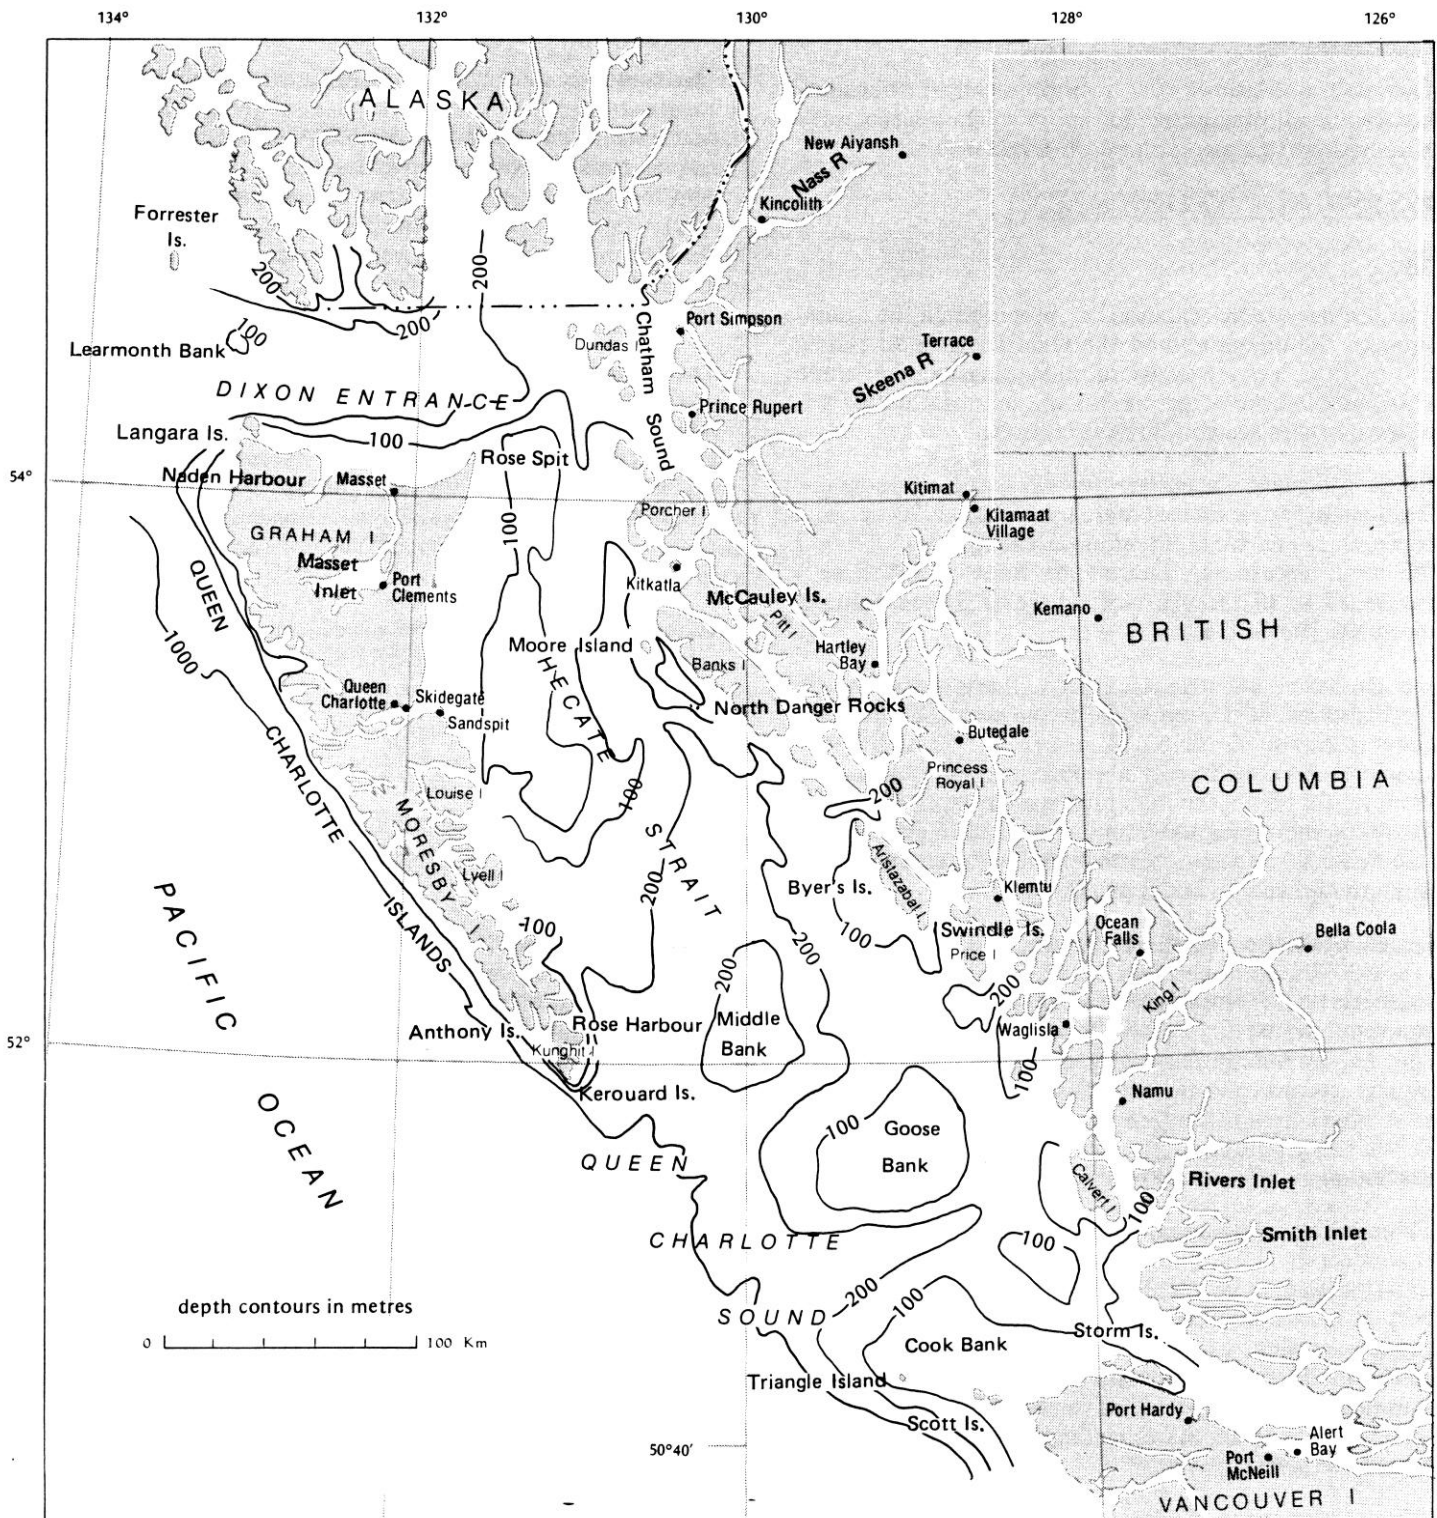 134°
132°
130°
128°
126°
ALASKA
New Aiyansh
Nass R
Kincolith
Forrester
Is.
200
200
200
100
Learmonth Bank
Port Simpson
Dundas I
Chatham Sound
Terrace
Skeena R
DIXON ENTRANCE
Prince Rupert
Langara Is.
100
Rose Spit
54°
Naden Harbour
Masset
Kitimat
Kitamaat
Village
Porcher I
GRAHAM I
100
Masset
Inlet
Port
Clements
Kitkatla
McCauley Is.
Pitt I
Kemano
BRITISH
COLUMBIA
1000
QUEEN CHARLOTTE ISLANDS
Moore Island
Hartley
Bay
Banks I
Queen
Charlotte
Skidegate
Sandspit
North Danger Rocks
HECATE STRAIT
Butedale
Princess
Royal I
100
200
Louise I
MORESBY I
Lyell I
Aristazabal I
Byer's Is.
Klemtu
200
Ocean
Falls
Bella Coola
100
Swindle Is.
Price I
100
200
200
200
PACIFIC OCEAN
King I
Anthony Is.
Rose Harbour
Middle
Bank
Waglisla
52°
Kunghit I
100
Kerouard Is.
Namu
100
Goose
Bank
QUEEN
CHARLOTTE
SOUND
Calvert I
100
Rivers Inlet
Smith Inlet
100
200
100
depth contours in metres
0
100 Km
Storm Is.
Cook Bank
Triangle Island
Scott Is.
Port Hardy
Alert
Bay
50°40'
Port
McNeill
VANCOUVER I